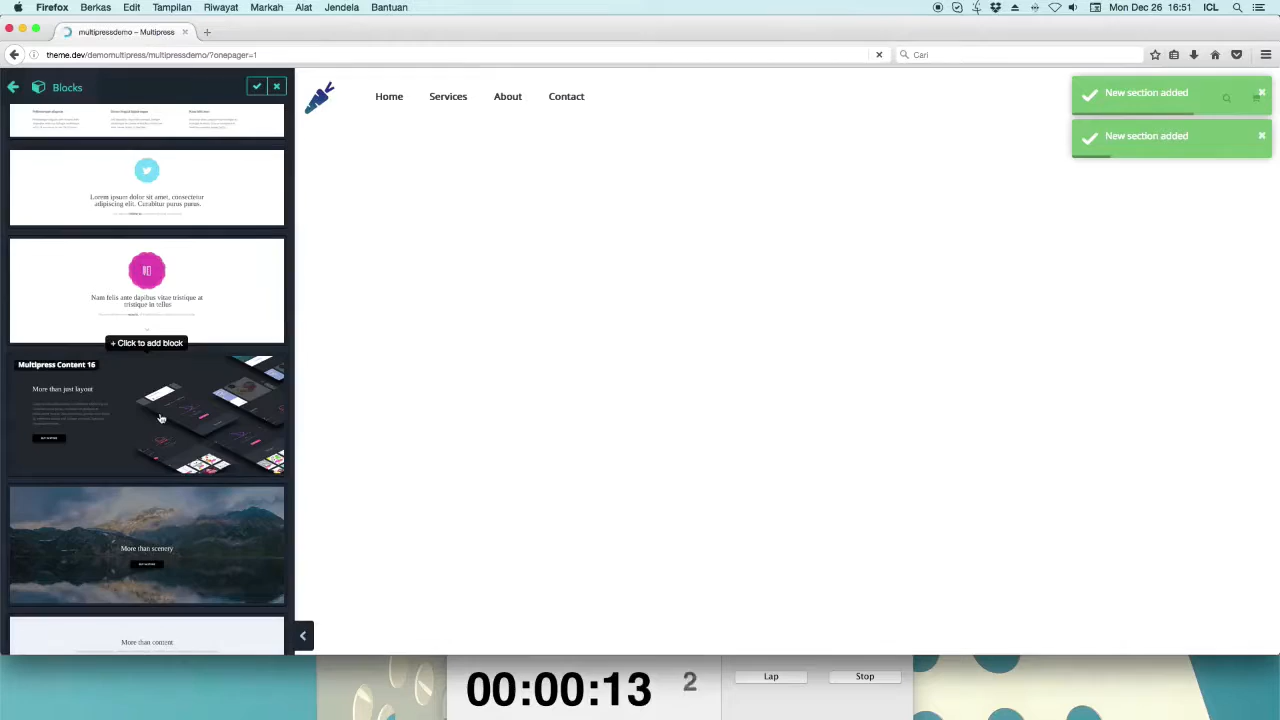 Firefox Berkas Edit Tampilan Riwayat Markah Alat Jendela Bantuan
Mon Dec 26 16:51 ICL
multipressdemo – Multipress
theme.dev/demomultipress/multipressdemo/?onepager=1
Cari
Blocks
Home Services About Contact
New section added
New section added
Lorem ipsum dolor sit amet, consectetur
adipiscing elit. Curabitur purus purus.
Nam felis ante dapibus vitae tristique at
tristique in tellus
+ Click to add block
Multipress Content 16
More than just layout
More than scenery
More than content
00:00:13 2
Lap
Stop